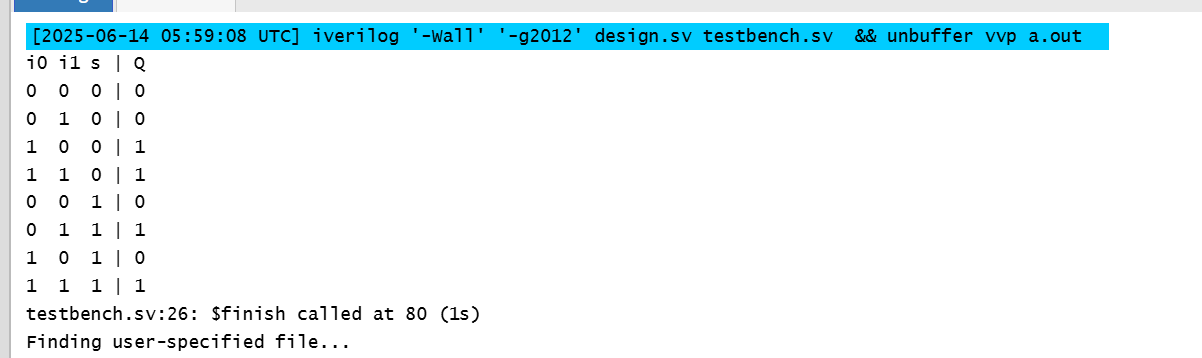 [2025-06-14 05:59:08 UTC] iverilog '-Wall' '-g2012' design.sv testbench.sv  && unbuffer vvp a.out
i0 i1 s | Q
0  0  0 | 0
0  1  0 | 0
1  0  0 | 1
1  1  0 | 1
0  0  1 | 0
0  1  1 | 1
1  0  1 | 0
1  1  1 | 1
testbench.sv:26: $finish called at 80 (1s)
Finding user-specified file...